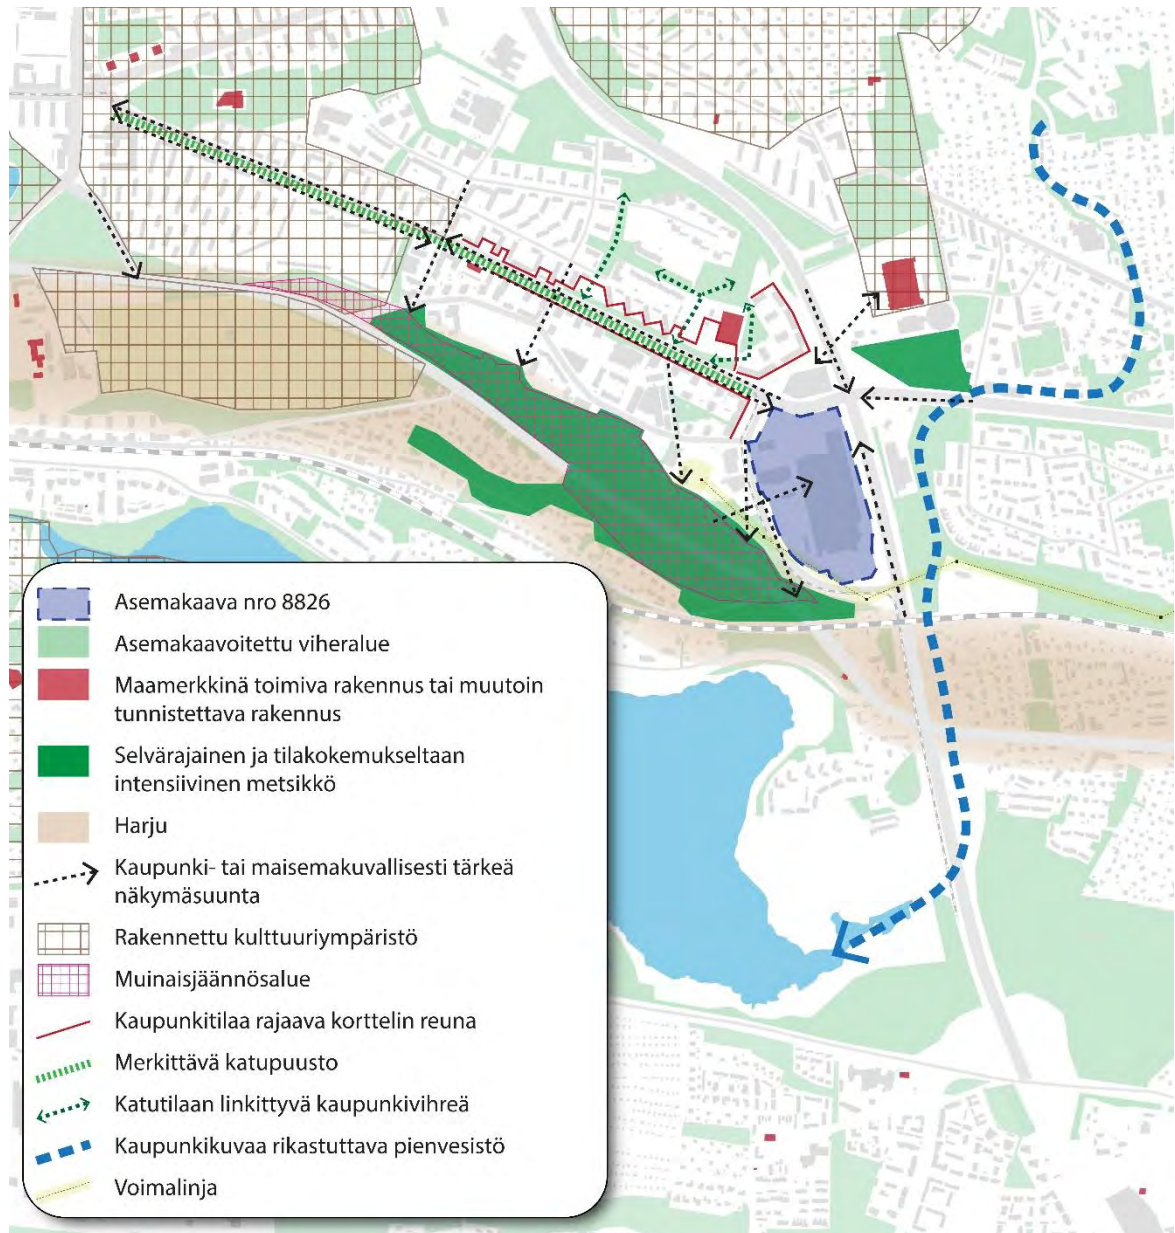 Asemakaava nro 8826
Asemakaavoitettu viheralue
Maamerkkinä toimiva rakennus tai muutoin
tunnistettava rakennus
Selvärajainen ja tilakokemukseltaan
intensiivinen metsikkö
Harju
Kaupunki- tai maisemakuvallisesti tärkeä
näkymäsuunta
Rakennettu kulttuuriympäristö
Muinaisjäännösalue
Kaupunkitilaa rajaava korttelin reuna
Merkittävä katupuusto
Katutilaan linkittyvä kaupunkivihreä
Kaupunkikuvaa rikastuttava pienvesistö
Voimalinja